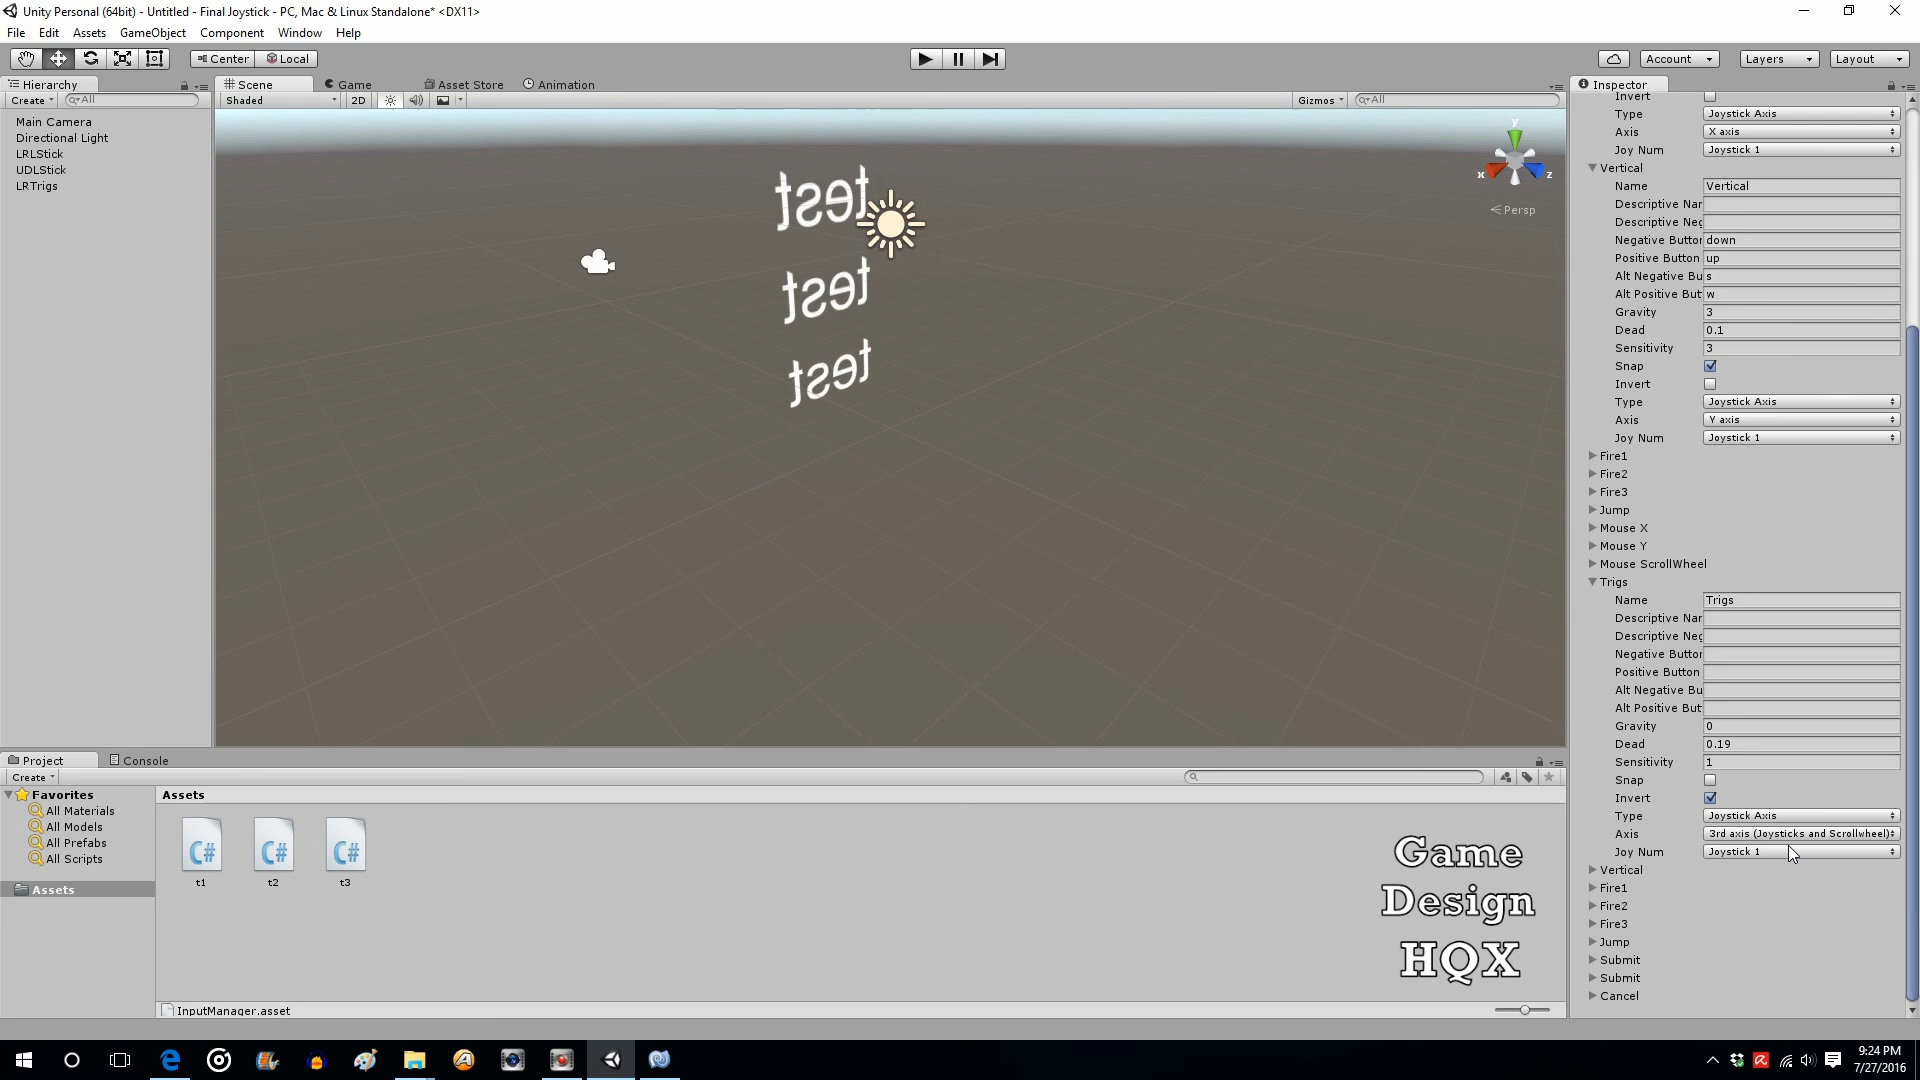 Unity Personal (64bit) - Untitled - Final Joystick - PC, Mac & Linux Standalone* <DX11>
File Edit Assets GameObject Component Window Help
Center Local Account Layers Layout
Hierarchy
Create All
Main Camera
Directional Light
LRLStick
UDLStick
LRTrigs
Scene Game Asset Store Animation
Shaded 2D Gizmos All
y
x z
Persp
test
test
test
Inspector
Invert
Type Joystick Axis
Axis X axis
Joy Num Joystick 1
Vertical
Name Vertical
Descriptive Nar
Descriptive Neg
Negative Button down
Positive Button up
Alt Negative Bu s
Alt Positive But w
Gravity 3
Dead 0.1
Sensitivity 3
Snap
Invert
Type Joystick Axis
Axis Y axis
Joy Num Joystick 1
Fire1
Fire2
Fire3
Jump
Mouse X
Mouse Y
Mouse ScrollWheel
Trigs
Name Trigs
Descriptive Nar
Descriptive Neg
Negative Button
Positive Button
Alt Negative Bu
Alt Positive But
Gravity 0
Dead 0.19
Sensitivity 1
Snap
Invert
Type Joystick Axis
Axis 3rd axis (Joysticks and Scrollwheel)
Joy Num Joystick 1
Vertical
Fire1
Fire2
Fire3
Jump
Submit
Submit
Cancel
Project Console
Create
Favorites
All Materials
All Models
All Prefabs
All Scripts
Assets
Assets
C# C# C#
t1 t2 t3
InputManager.asset
Game
Design
HQX
9:24 PM
7/27/2016